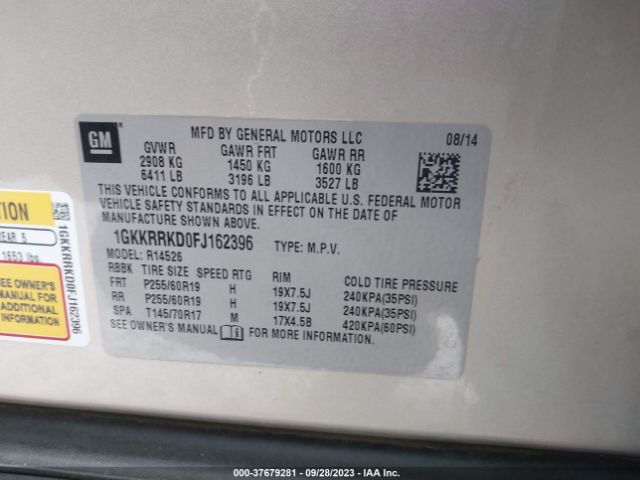 GM
MFD BY GENERAL MOTORS LLC 08/14
GVWR GAWR FRT GAWR RR
2908 KG 1450 KG 1600 KG
6411 LB 3196 LB 3527 LB
THIS VEHICLE CONFORMS TO ALL APPLICABLE U.S. FEDERAL MOTOR
VEHICLE SAFETY STANDARDS IN EFFECT ON THE DATE OF
MANUFACTURE SHOWN ABOVE.
1GKKRRKD0FJ162396 TYPE: M.P.V.
MODEL: R14526
RBBK TIRE SIZE SPEED RTG RIM COLD TIRE PRESSURE
FRT P255/60R19 H 19X7.5J 240KPA(35PSI)
RR P255/60R19 H 19X7.5J 240KPA(35PSI)
SPA T145/70R17 M 17X4.5B 420KPA(60PSI)
SEE OWNER'S MANUAL FOR MORE INFORMATION.
TION
REAR 5
1653 lbs
OWNER'S
MANUAL FOR
ADDITIONAL
INFORMATION
1GKKRRKD0FJ162396
000-37679281 - 09/28/2023 - IAA Inc.